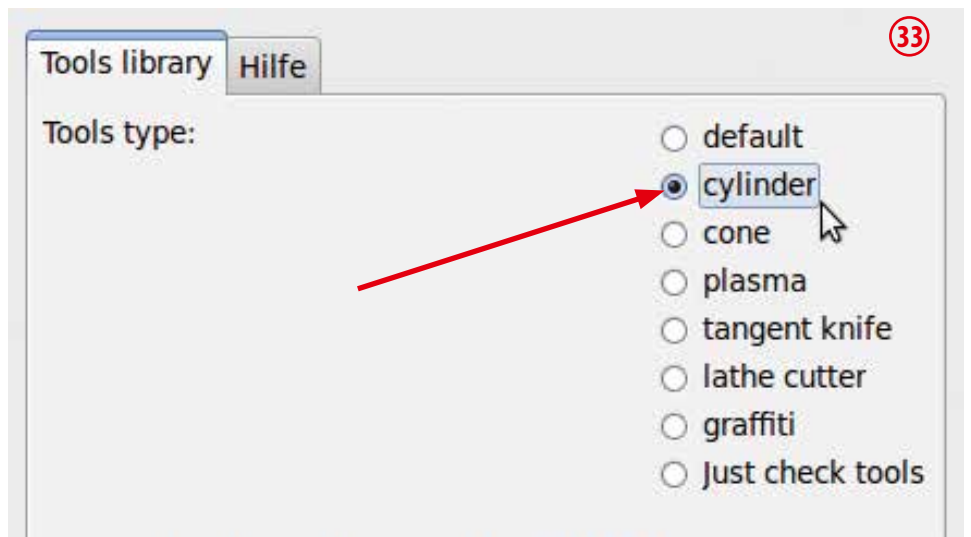 33
Tools library Hilfe
Tools type:
default
cylinder
cone
plasma
tangent knife
lathe cutter
graffiti
Just check tools